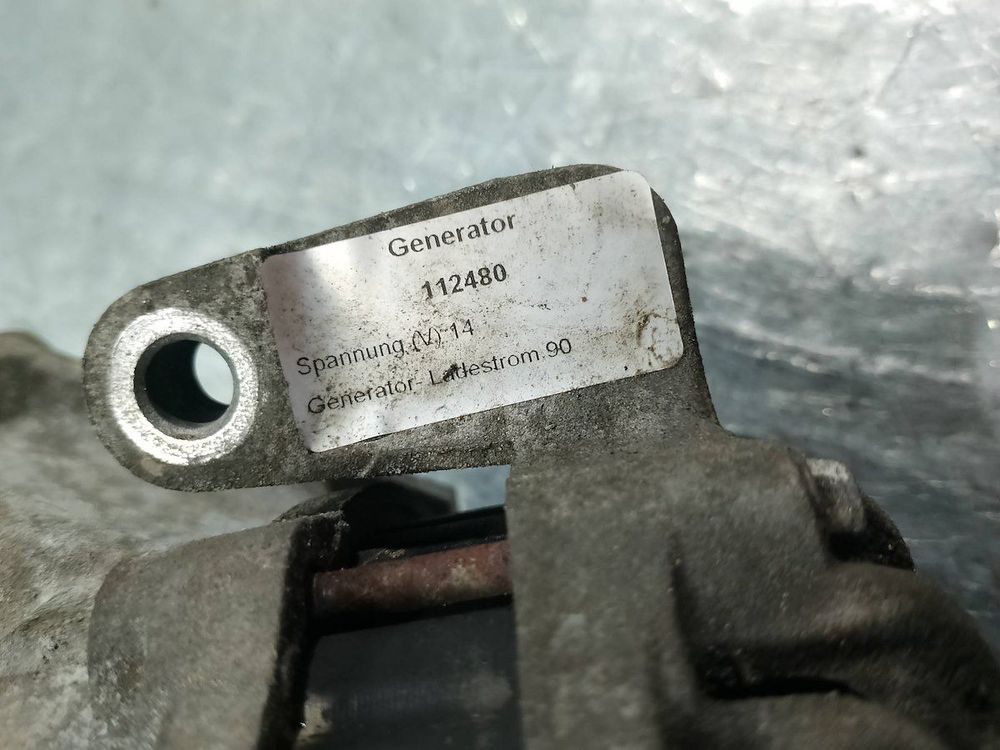 Generator
112480
Spannung (V) 14
Generator- Ladestrom 90